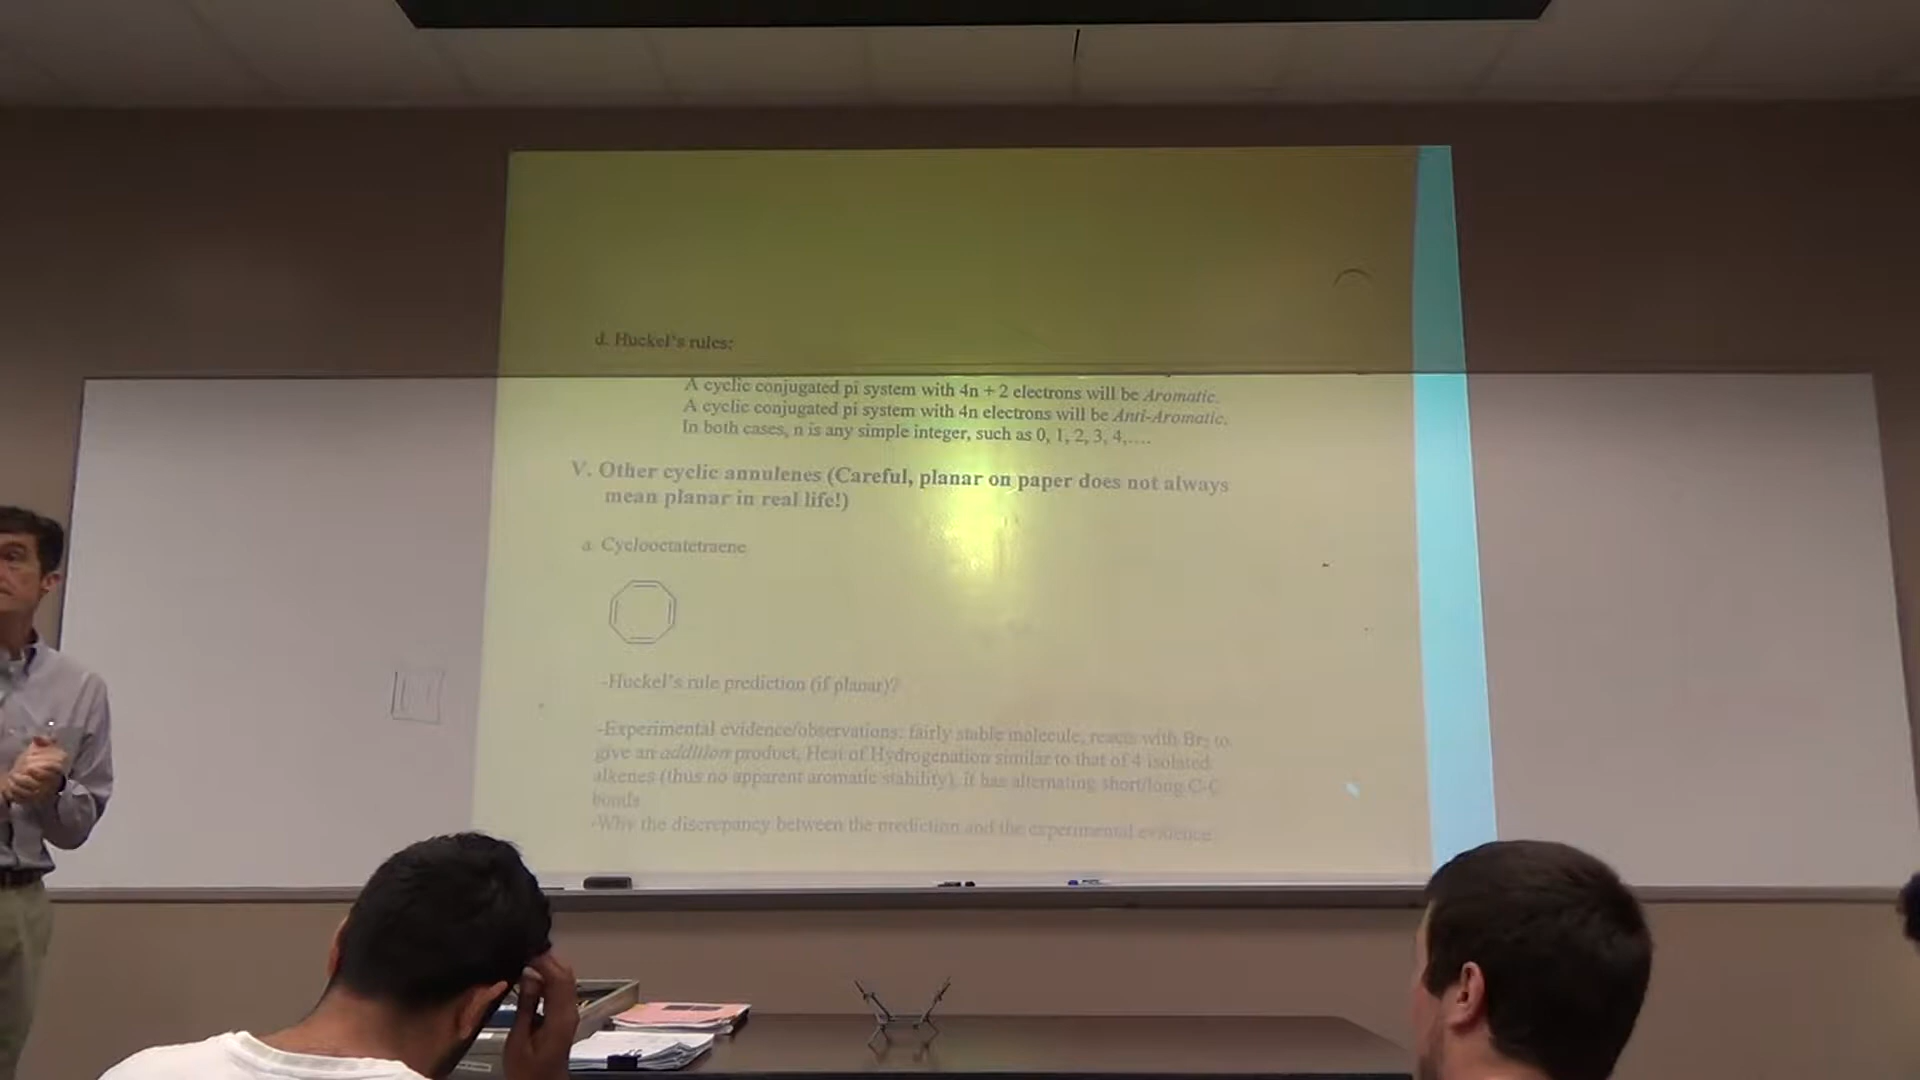 d. Huckel's rules:
A cyclic conjugated pi system with 4n + 2 electrons will be Aromatic.
A cyclic conjugated pi system with 4n electrons will be Anti-Aromatic.
In both cases, n is any simple integer, such as 0, 1, 2, 3, 4,....
V. Other cyclic annulenes (Careful, planar on paper does not always
mean planar in real life!)
a. Cyclooctatetraene
-Huckel's rule prediction (if planar)?
-Experimental evidence/observations: fairly stable molecule, reacts with Br2 to
give an addition product, Heat of Hydrogenation similar to that of 4 isolated
alkenes (thus no apparent aromatic stability), it has alternating short/long C-C
bonds
-Why the discrepancy between the prediction and the experimental evidence